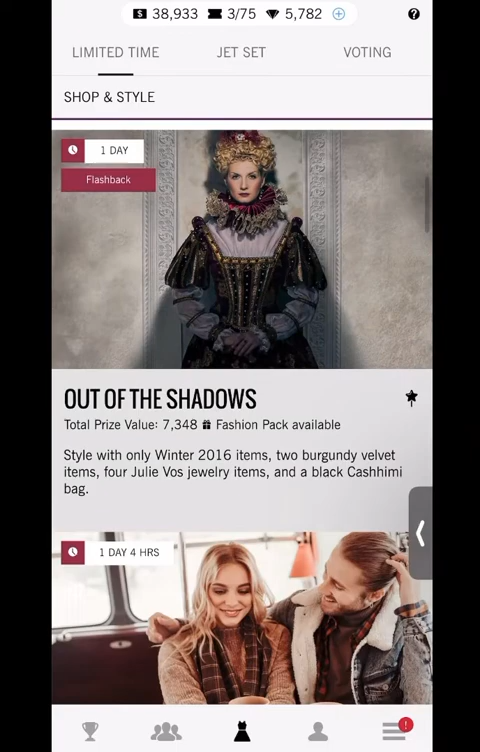 38,933 3/75 5,782
LIMITED TIME JET SET VOTING
SHOP & STYLE
1 DAY
Flashback
OUT OF THE SHADOWS
Total Prize Value: 7,348 Fashion Pack available
Style with only Winter 2016 items, two burgundy velvet
items, four Julie Vos jewelry items, and a black Cashhimi
bag.
1 DAY 4 HRS